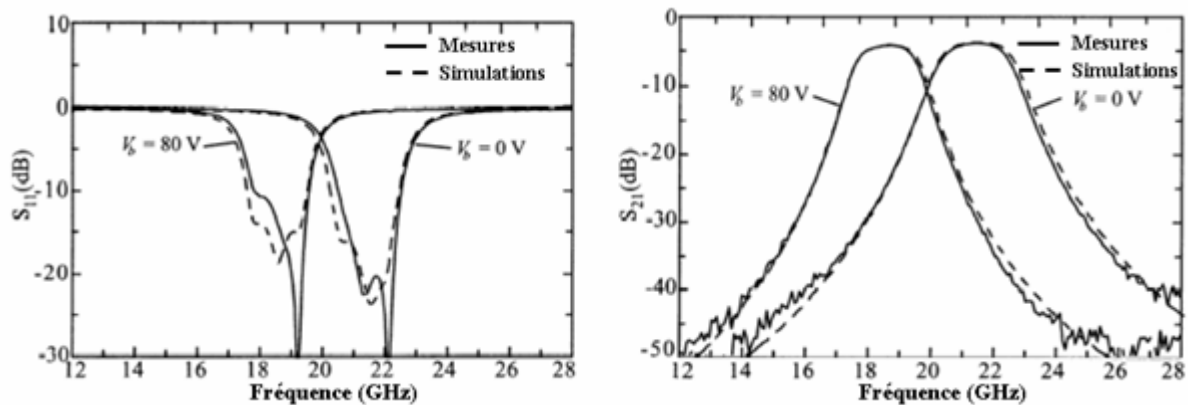 10
0
-10
-20
-30
S11(dB)
Mesures
Simulations
Vb = 80 V
Vb = 0 V
12 14 16 18 20 22 24 26 28
Fréquence (GHz)
0
-10
-20
-30
-40
-50
S21(dB)
Mesures
Simulations
Vb = 80 V
Vb = 0 V
12 14 16 18 20 22 24 26 28
Fréquence (GHz)